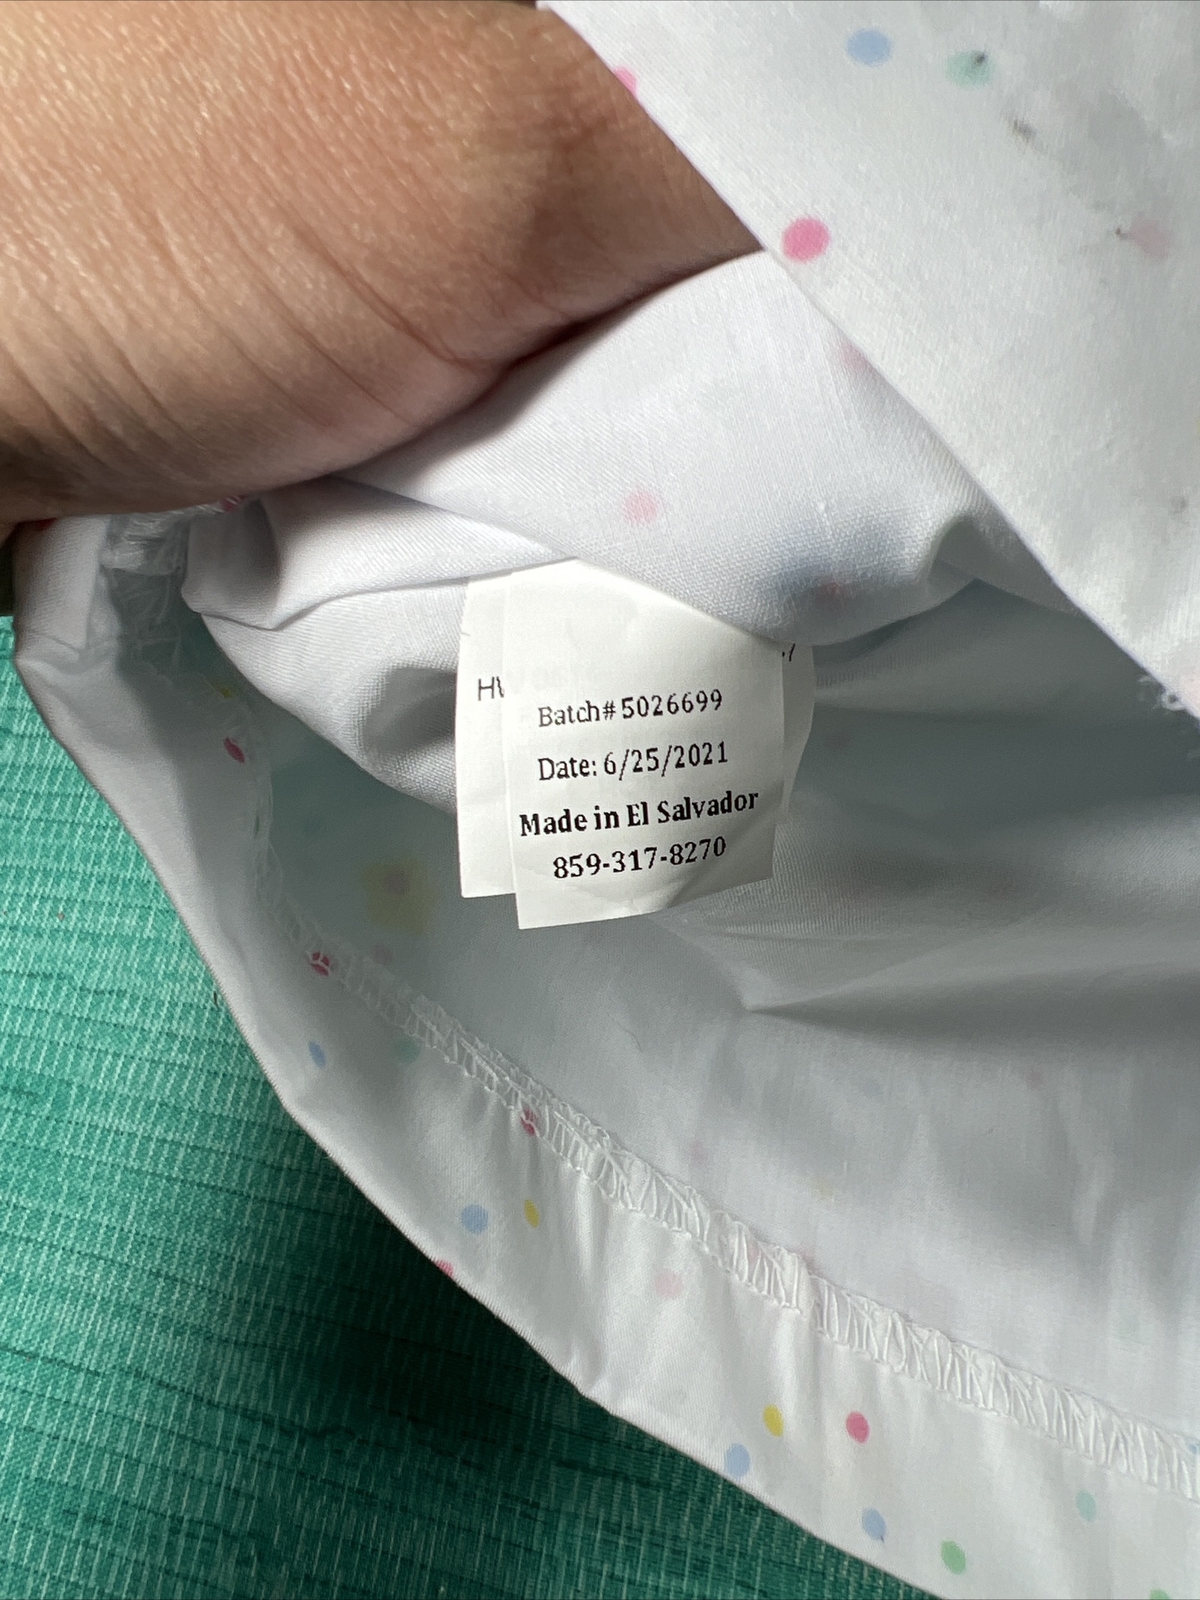 Batch# 5026699
Date: 6/25/2021
Made in El Salvador
859-317-8270